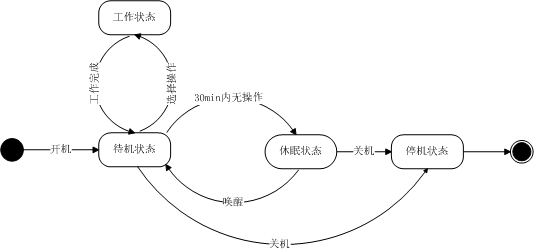 工作状态
工作完成
选择操作
30min内无操作
开机
待机状态
休眠状态
关机
停机状态
唤醒
关机